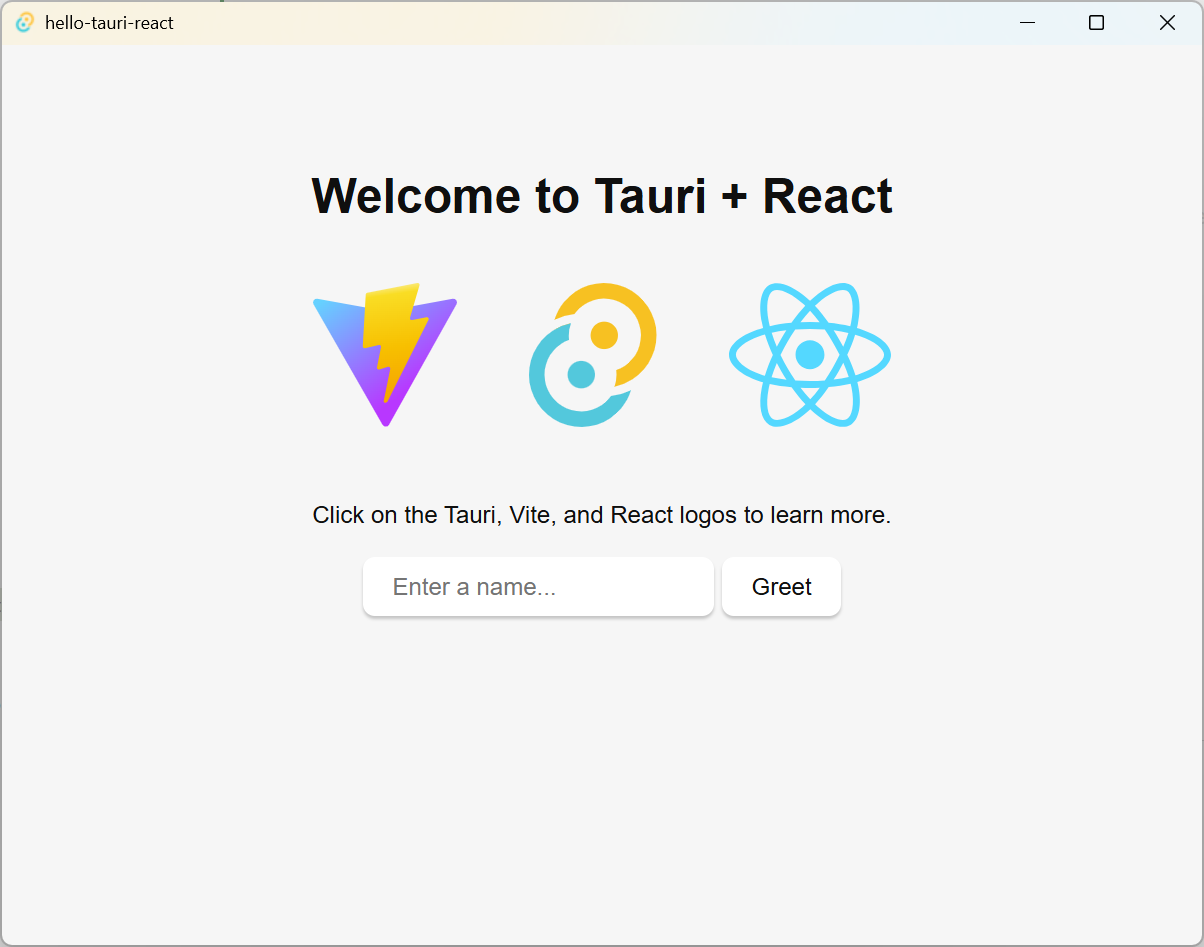 hello-tauri-react
Welcome to Tauri + React
Click on the Tauri, Vite, and React logos to learn more.
Enter a name...
Greet